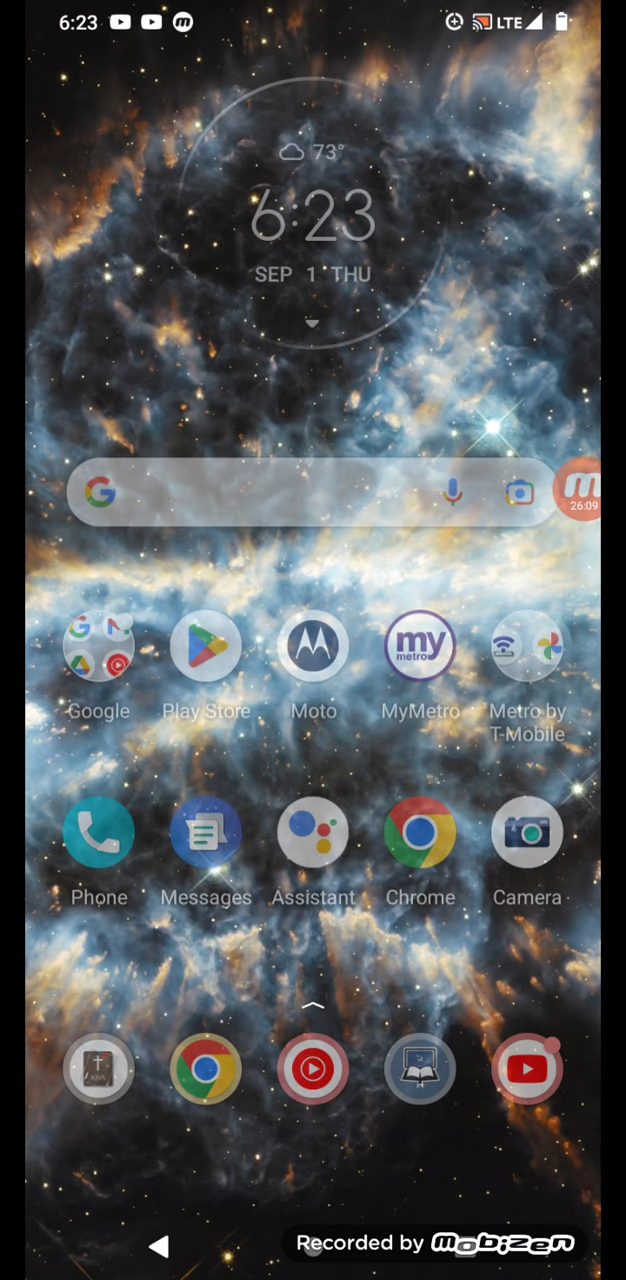 6:23
LTE
73°
6:23
SEP 1 THU
26:09
my
metro
Google
Play Store
Moto
MyMetro
Metro by
T-Mobile
Phone
Messages
Assistant
Chrome
Camera
KJVA
Recorded by mobizen